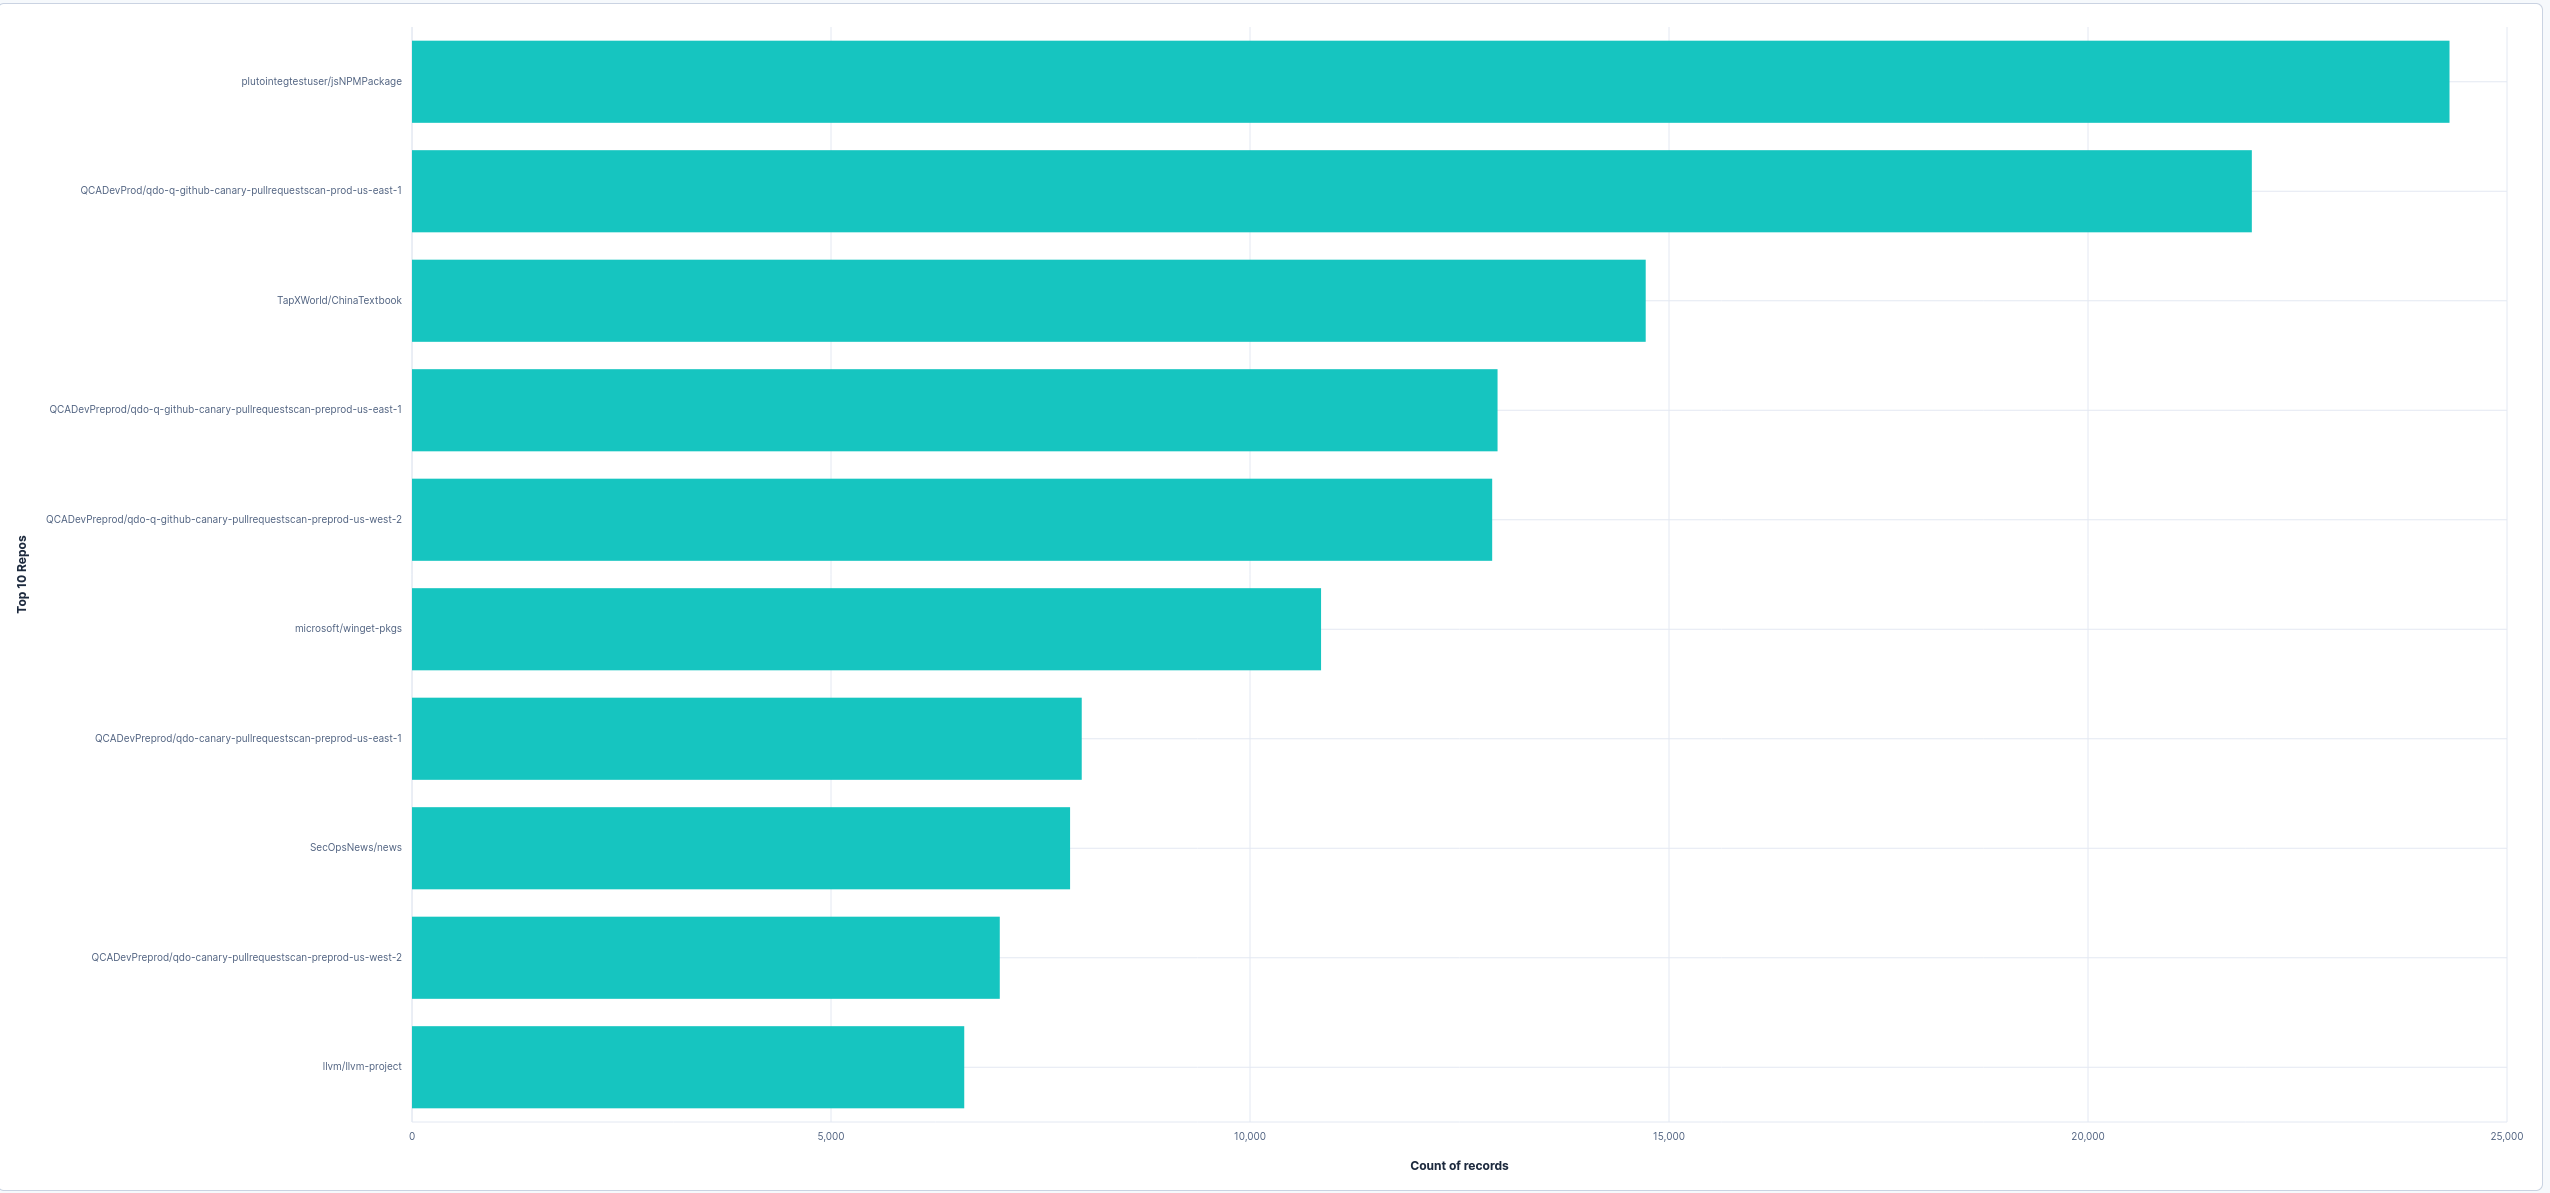 Top 10 Repos
plutointegtestuser/jsNPMPackage
QCADevProd/qdo-q-github-canary-pullrequestscan-prod-us-east-1
TapXWorld/ChinaTextbook
QCADevPreprod/qdo-q-github-canary-pullrequestscan-preprod-us-east-1
QCADevPreprod/qdo-q-github-canary-pullrequestscan-preprod-us-west-2
microsoft/winget-pkgs
QCADevPreprod/qdo-canary-pullrequestscan-preprod-us-east-1
SecOpsNews/news
QCADevPreprod/qdo-canary-pullrequestscan-preprod-us-west-2
llvm/llvm-project
0 5,000 10,000 15,000 20,000 25,000
Count of records